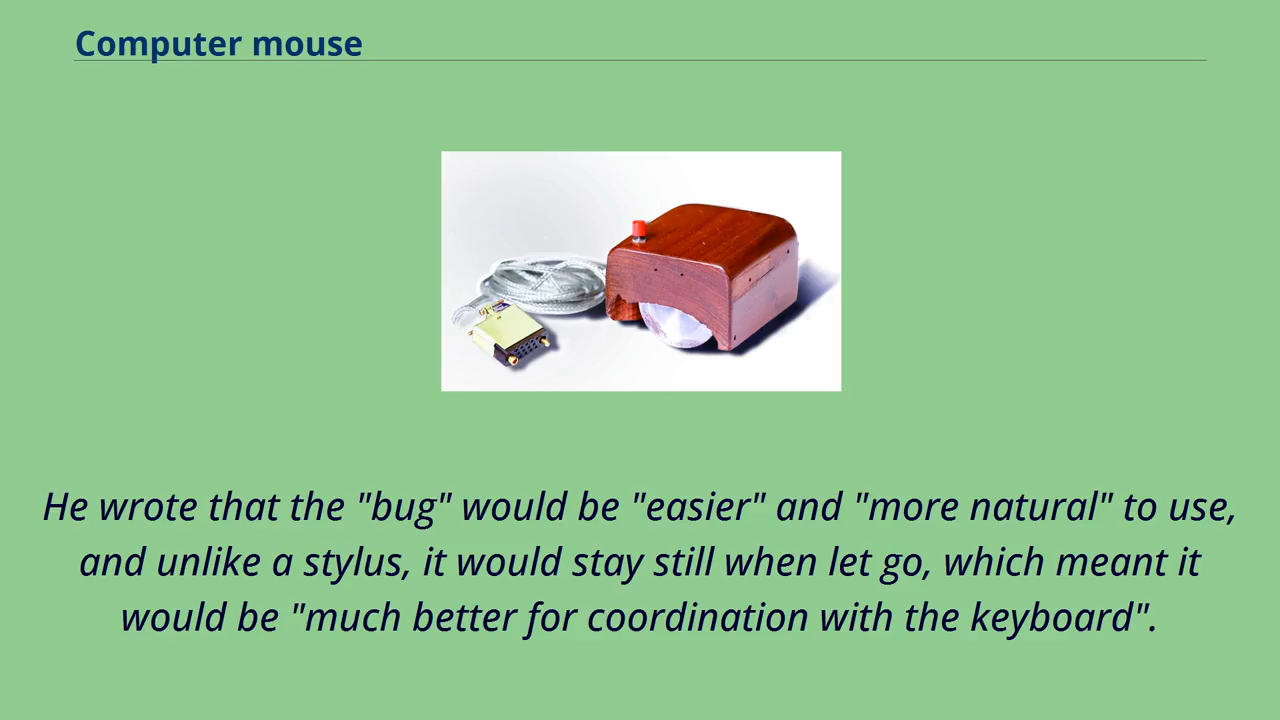 Computer mouse
He wrote that the "bug" would be "easier" and "more natural" to use,
and unlike a stylus, it would stay still when let go, which meant it
would be "much better for coordination with the keyboard".